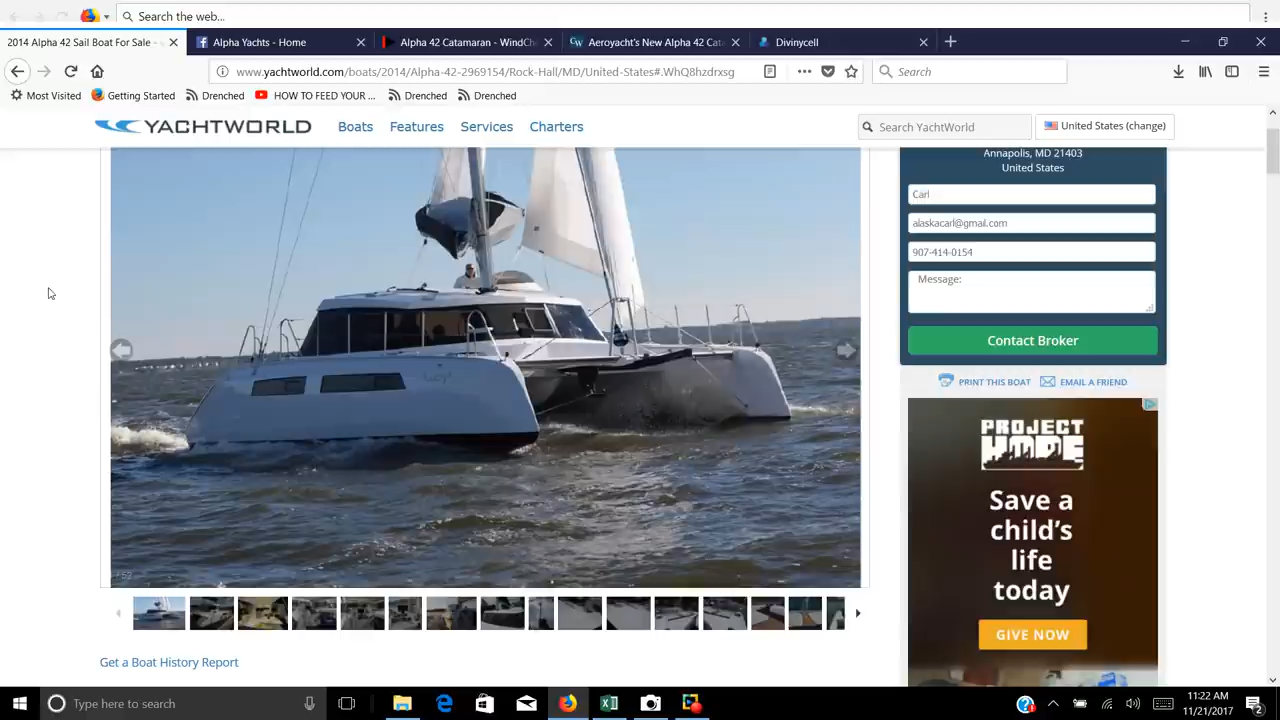 Search the web...
2014 Alpha 42 Sail Boat For Sale -
Alpha Yachts - Home
Alpha 42 Catamaran - WindCh
Aeroyacht's New Alpha 42 Cat
Divinycell
www.yachtworld.com/boats/2014/Alpha-42-2969154/Rock-Hall/MD/United-States#.WhQ8hzdrxsg
Search
Most Visited
Getting Started
Drenched
HOW TO FEED YOUR ...
Drenched
Drenched
YACHTWORLD
Boats
Features
Services
Charters
Search YachtWorld
United States (change)
Annapolis, MD 21403
United States
Carl
alaskacarl@gmail.com
907-414-0154
Message:
Contact Broker
PRINT THIS BOAT
EMAIL A FRIEND
PROJECT
HOPE
Save a
child's
life
today
GIVE NOW
/ 52
Get a Boat History Report
Type here to search
11:22 AM
11/21/2017
2